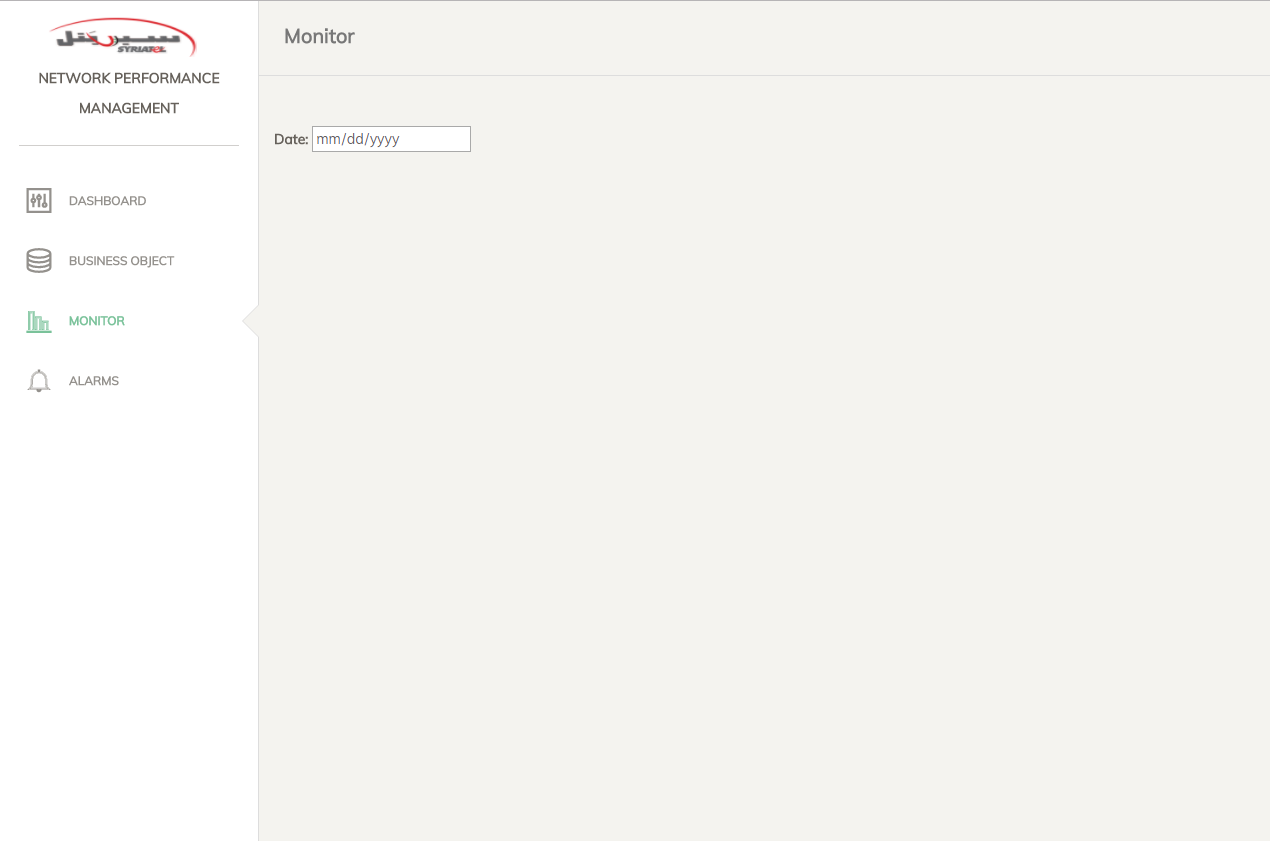 سيريتل
SYRIATEL
NETWORK PERFORMANCE
MANAGEMENT
DASHBOARD
BUSINESS OBJECT
MONITOR
ALARMS
Monitor
Date: mm/dd/yyyy